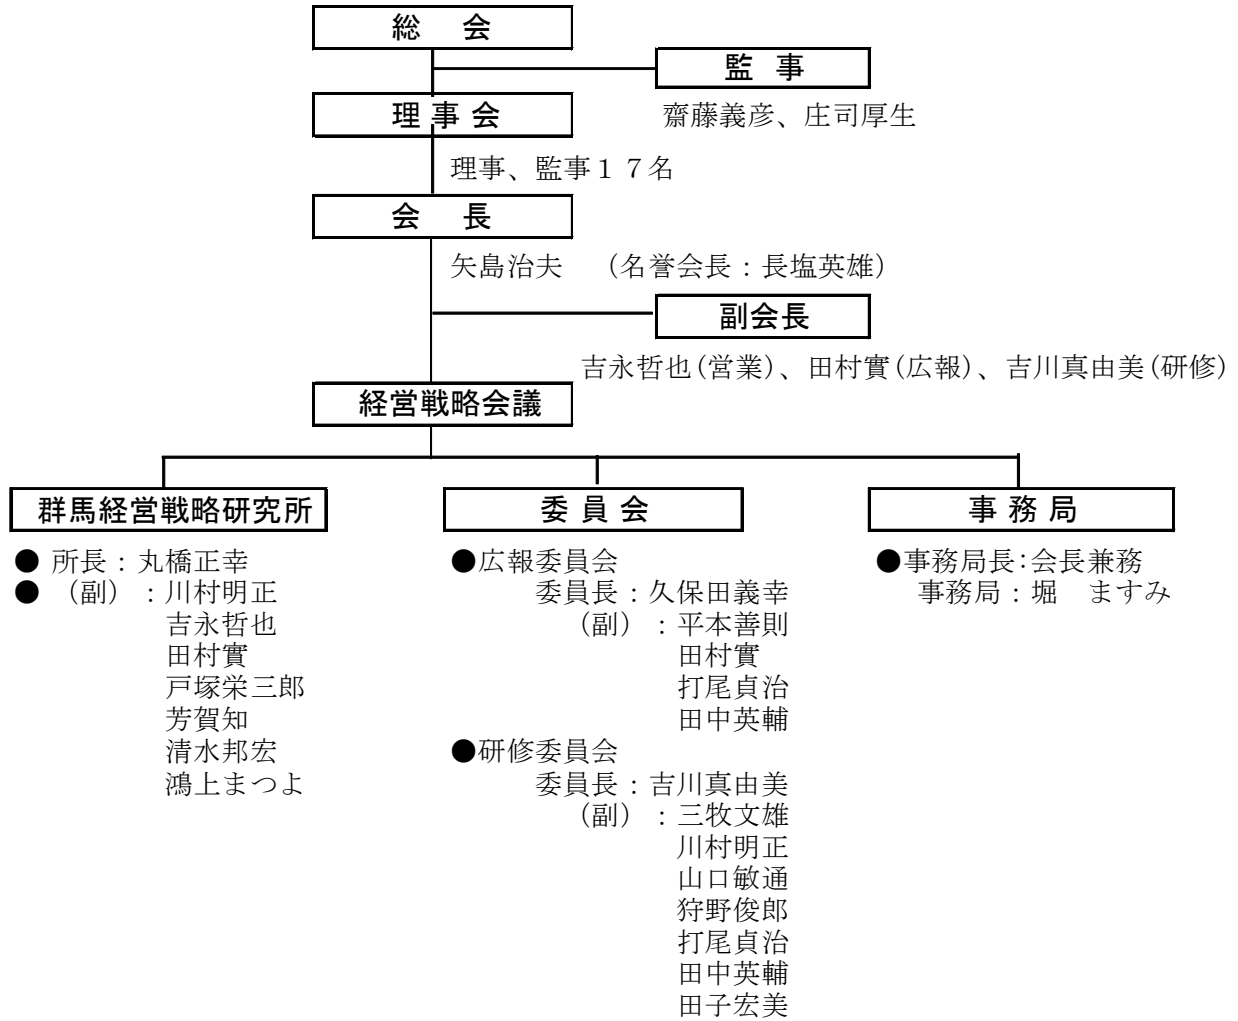 総　会
監　事
理 事 会
齋藤義彦、庄司厚生
理事、監事１７名
会　長
矢島治夫　（名誉会長：長塩英雄）
副会長
吉永哲也(営業)、田村實(広報)、吉川真由美(研修)
経営戦略会議
群馬経営戦略研究所
● 所長：丸橋正幸
● （副）：川村明正
吉永哲也
田村實
戸塚栄三郎
芳賀知
清水邦宏
鴻上まつよ
委 員 会
●広報委員会
委員長：久保田義幸
（副）：平本善則
田村實
打尾貞治
田中英輔
●研修委員会
委員長：吉川真由美
（副）：三牧文雄
川村明正
山口敏通
狩野俊郎
打尾貞治
田中英輔
田子宏美
事 務 局
●事務局長:会長兼務
事務局：堀　ますみ